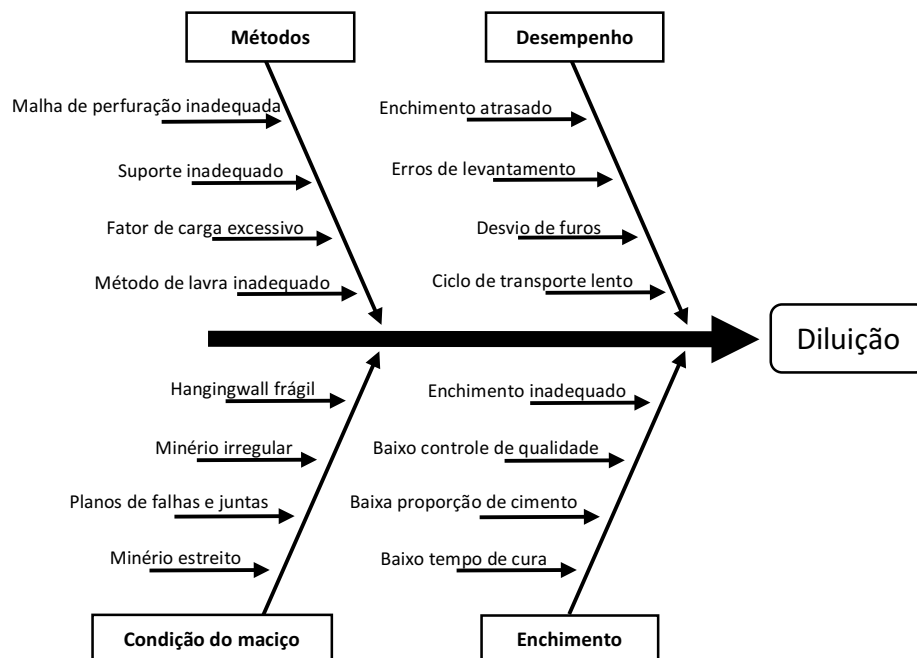 Métodos
Desempenho
Malha de perfuração inadequada
Suporte inadequado
Fator de carga excessivo
Método de lavra inadequado
Enchimento atrasado
Erros de levantamento
Desvio de furos
Ciclo de transporte lento
Diluição
Hangingwall frágil
Minério irregular
Planos de falhas e juntas
Minério estreito
Enchimento inadequado
Baixo controle de qualidade
Baixa proporção de cimento
Baixo tempo de cura
Condição do maciço
Enchimento